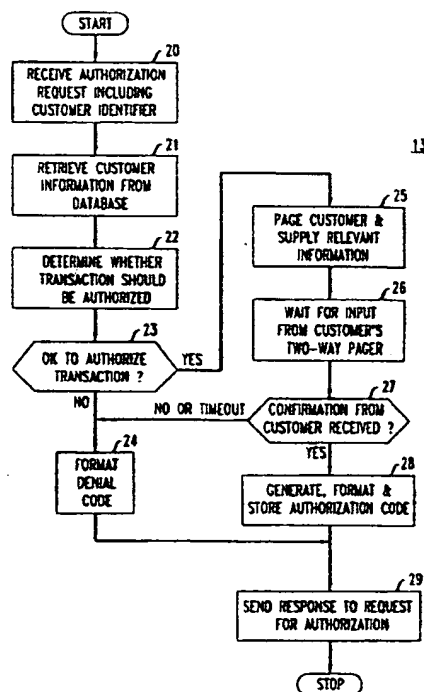 START
20
RECEIVE AUTHORIZATION
REQUEST INCLUDING
CUSTOMER IDENTIFIER
21
RETRIEVE CUSTOMER
INFORMATION FROM
DATABASE
22
DETERMINE WHETHER
TRANSACTION SHOULD
BE AUTHORIZED
23
OK TO AUTHORIZE
TRANSACTION ?
YES
NO
24
FORMAT
DENIAL
CODE
13
25
PAGE CUSTOMER &
SUPPLY RELEVANT
INFORMATION
26
WAIT FOR INPUT
FROM CUSTOMER'S
TWO-WAY PAGER
27
CONFIRMATION FROM
CUSTOMER RECEIVED ?
NO OR TIMEOUT
YES
28
GENERATE, FORMAT &
STORE AUTHORIZATION CODE
29
SEND RESPONSE TO REQUEST
FOR AUTHORIZATION
STOP